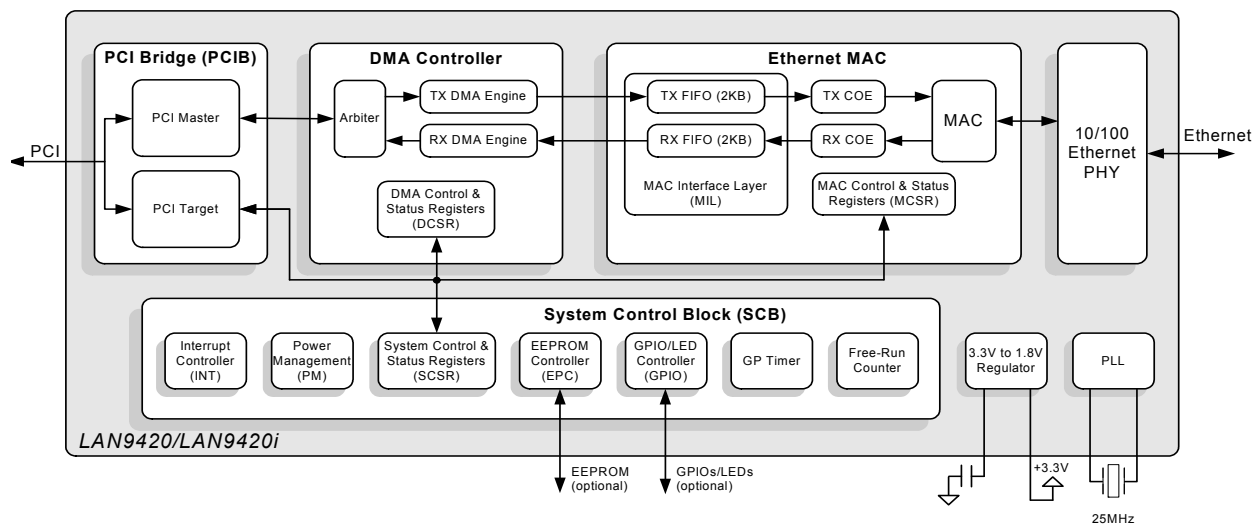 PCI Bridge (PCIB)
PCI Master
PCI Target
PCI
DMA Controller
Arbiter
TX DMA Engine
RX DMA Engine
DMA Control &
Status Registers
(DCSR)
Ethernet MAC
TX FIFO (2KB)
RX FIFO (2KB)
MAC Interface Layer
(MIL)
TX COE
RX COE
MAC
MAC Control & Status
Registers (MCSR)
10/100
Ethernet
PHY
Ethernet
System Control Block (SCB)
Interrupt
Controller
(INT)
Power
Management
(PM)
System Control &
Status Registers
(SCSR)
EEPROM
Controller
(EPC)
GPIO/LED
Controller
(GPIO)
GP Timer
Free-Run
Counter
3.3V to 1.8V
Regulator
PLL
LAN9420/LAN9420i
EEPROM
(optional)
GPIOs/LEDs
(optional)
+3.3V
25MHz